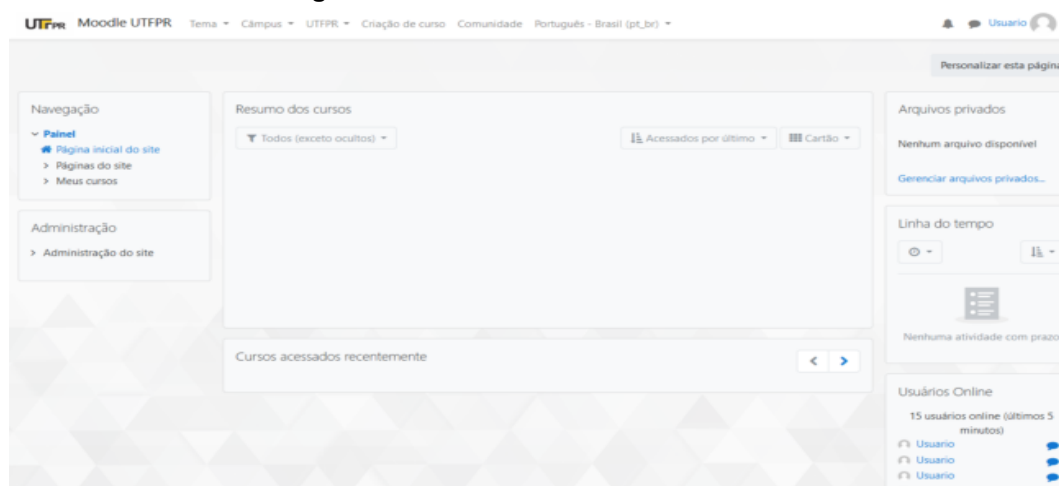 UTFPR Moodle UTFPR Tema Câmpus UTFPR Criação de curso Comunidade Português - Brasil (pt_br) Usuario
Personalizar esta página
Navegação
Painel
Página inicial do site
Páginas do site
Meus cursos
Administração
Administração do site
Resumo dos cursos
Todos (exceto ocultos) Acessados por último Cartão
Cursos acessados recentemente
Arquivos privados
Nenhum arquivo disponível
Gerenciar arquivos privados...
Linha do tempo
Nenhuma atividade com prazo
Usuários Online
15 usuários online (últimos 5
minutos)
Usuario
Usuario
Usuario